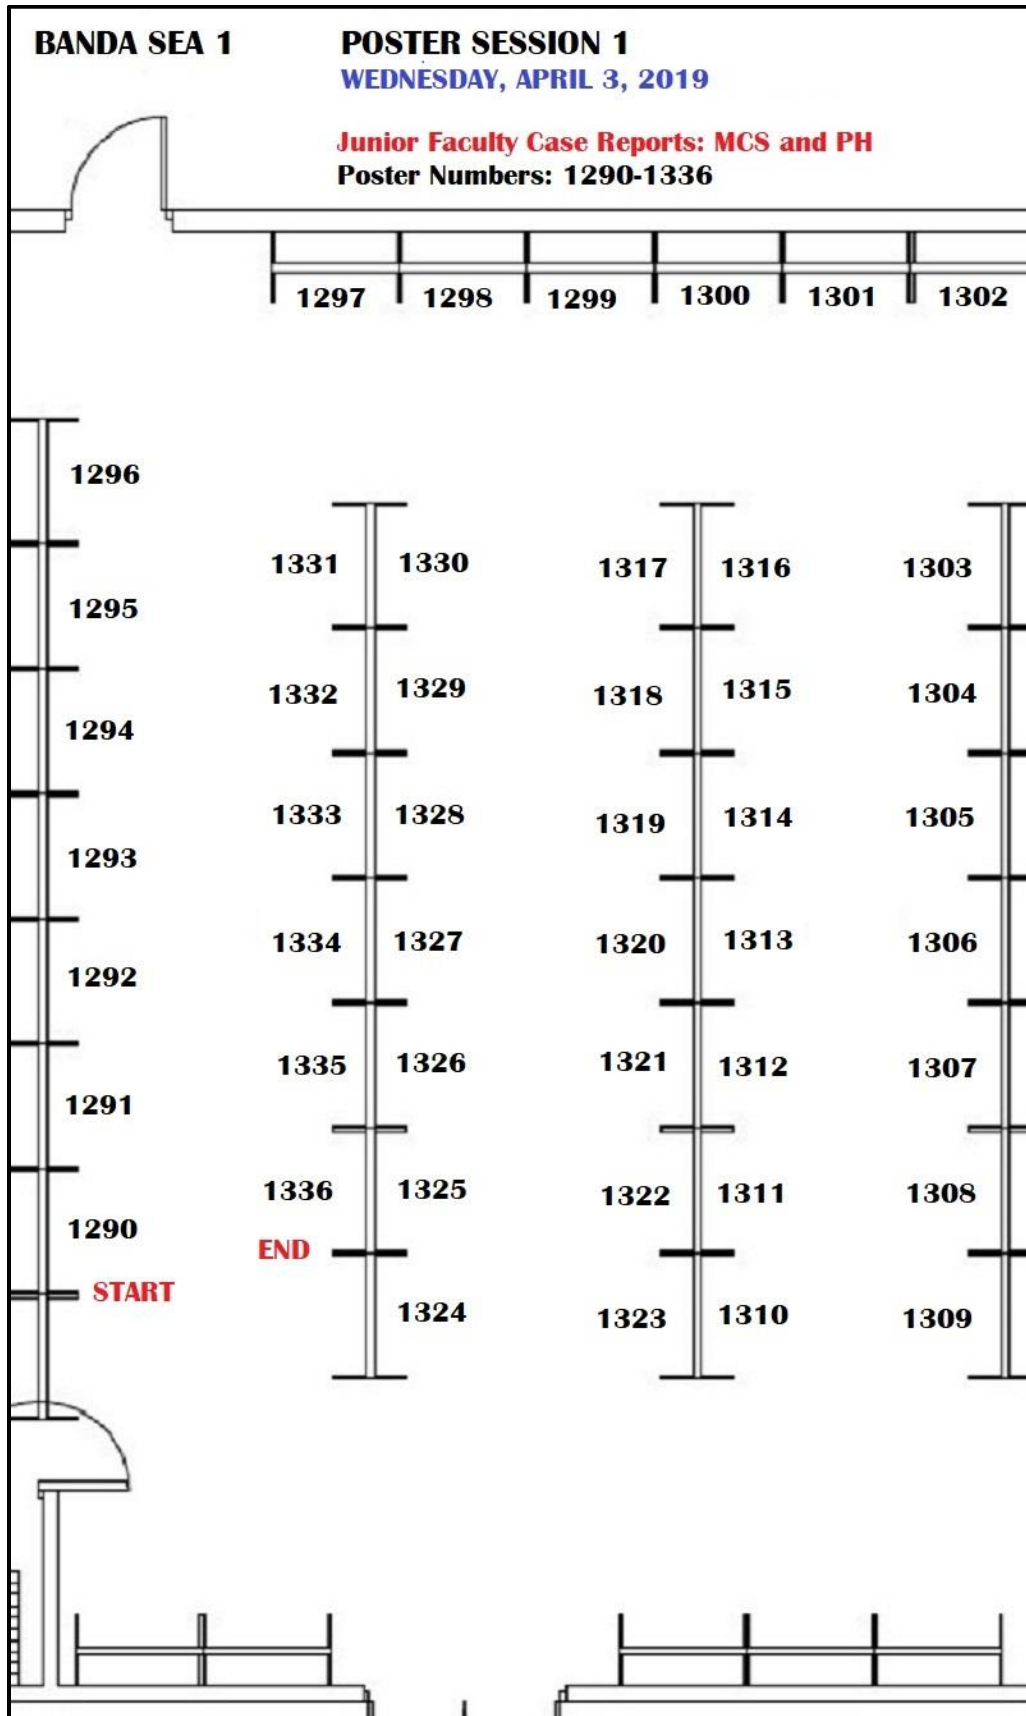 BANDA SEA 1 POSTER SESSION 1
WEDNESDAY, APRIL 3, 2019
Junior Faculty Case Reports: MCS and PH
Poster Numbers: 1290-1336
1297 1298 1299 1300 1301 1302
1296
1331 1330 1317 1316 1303
1295
1332 1329 1318 1315 1304
1294
1333 1328 1319 1314 1305
1293
1334 1327 1320 1313 1306
1292
1335 1326 1321 1312 1307
1291
1336 1325 1322 1311 1308
1290
END
START
1324 1323 1310 1309